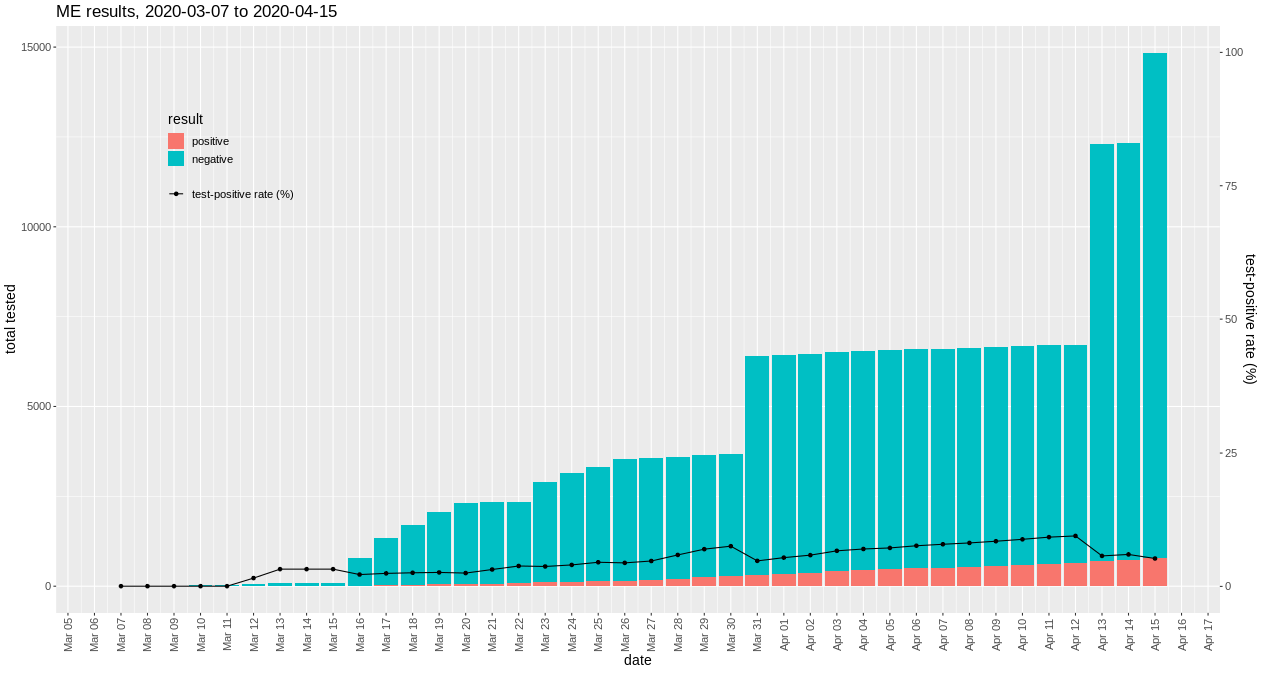 ME results, 2020-03-07 to 2020-04-15
15000
10000
5000
0
total tested
result
positive
negative
test-positive rate (%)
100
75
50
25
0
test-positive rate (%)
Mar 05
Mar 06
Mar 07
Mar 08
Mar 09
Mar 10
Mar 11
Mar 12
Mar 13
Mar 14
Mar 15
Mar 16
Mar 17
Mar 18
Mar 19
Mar 20
Mar 21
Mar 22
Mar 23
Mar 24
Mar 25
Mar 26
Mar 27
Mar 28
Mar 29
Mar 30
Mar 31
Apr 01
Apr 02
Apr 03
Apr 04
Apr 05
Apr 06
Apr 07
Apr 08
Apr 09
Apr 10
Apr 11
Apr 12
Apr 13
Apr 14
Apr 15
Apr 16
Apr 17
date